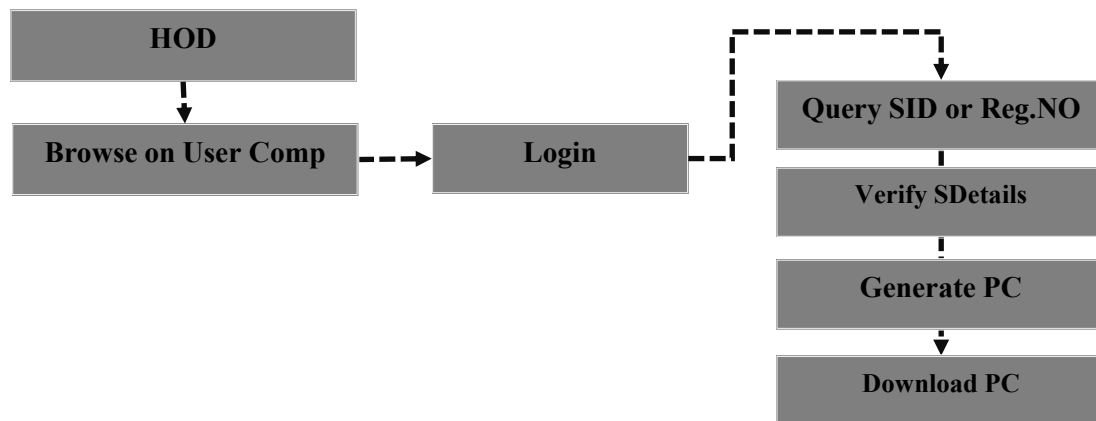 HOD
Browse on User Comp
Login
Query SID or Reg.NO
Verify SDetails
Generate PC
Download PC